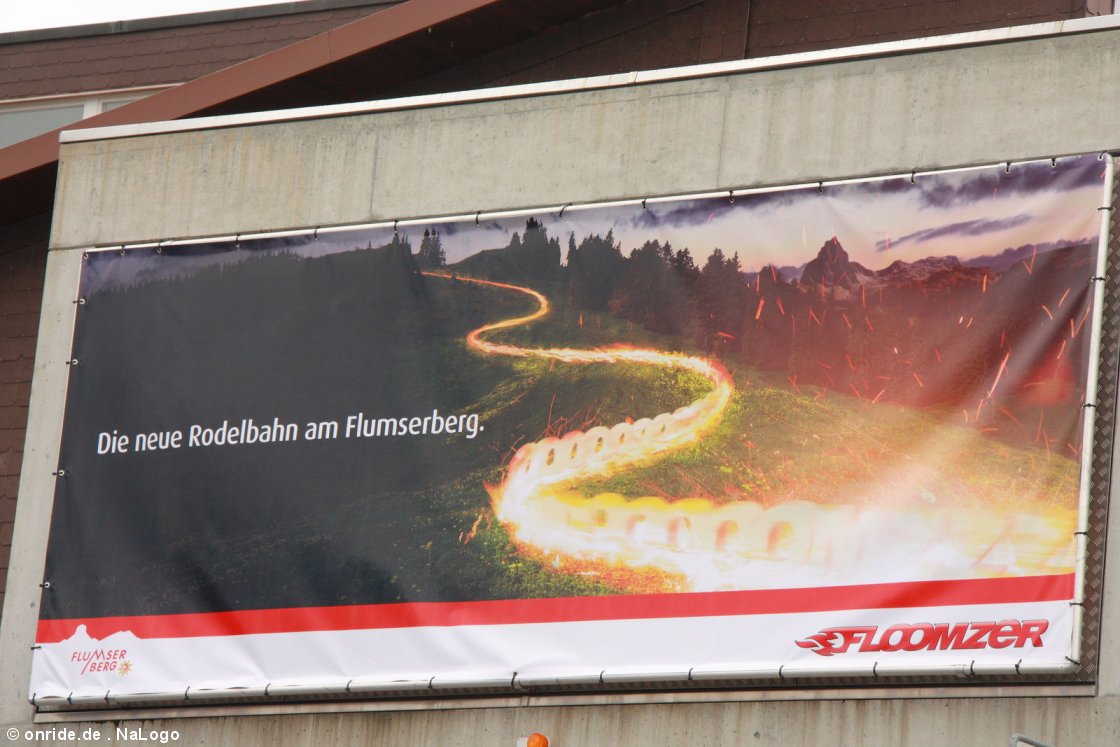 Die neue Rodelbahn am Flumserberg.
FLUMSER
BERG
FLOOMZER
© onride.de . NaLogo